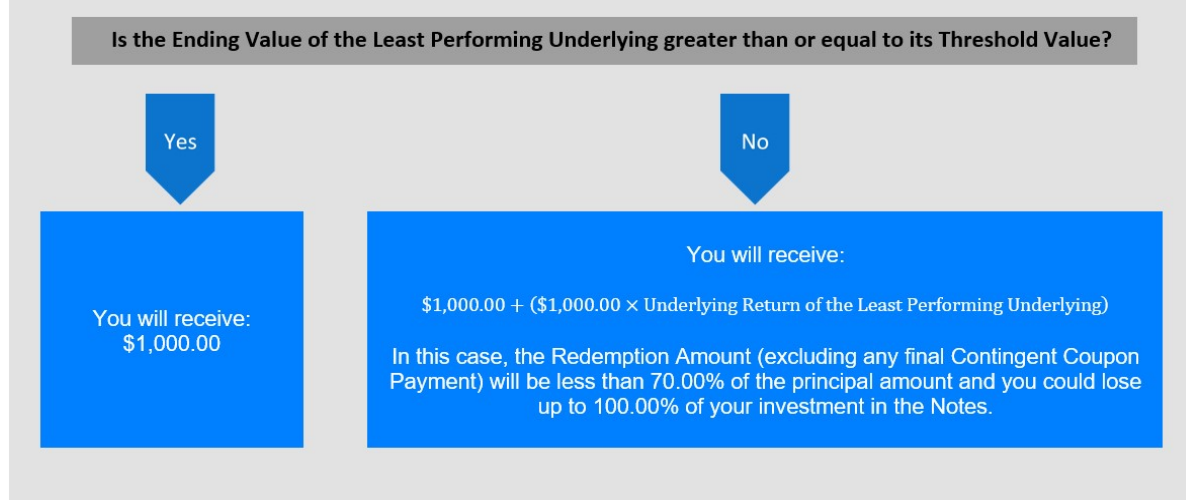 Is the Ending Value of the Least Performing Underlying greater than or equal to its Threshold Value?
Yes
No
You will receive:
$1,000.00
You will receive:
$1,000.00 + ($1,000.00 × Underlying Return of the Least Performing Underlying)
In this case, the Redemption Amount (excluding any final Contingent Coupon
Payment) will be less than 70.00% of the principal amount and you could lose
up to 100.00% of your investment in the Notes.